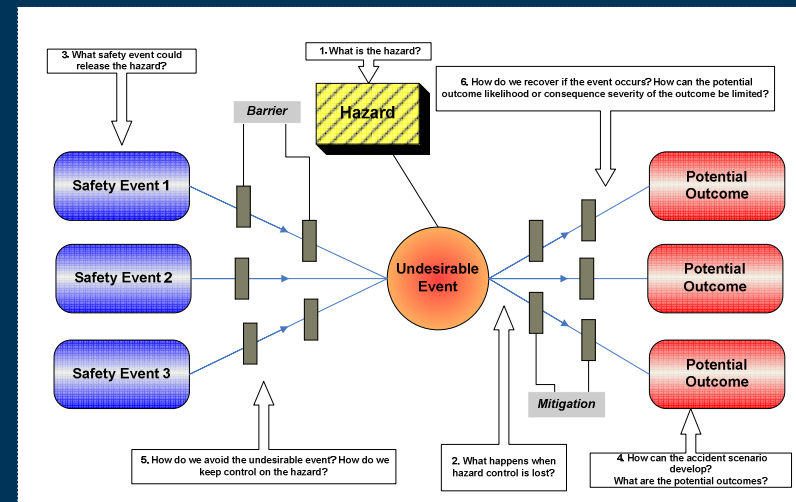 1. What is the hazard?
3. What safety event could
release the hazard?
6. How do we recover if the event occurs? How can the potential
outcome likelihood or consequence severity of the outcome be limited?
Barrier
Hazard
Safety Event 1
Potential
Outcome
Safety Event 2
Undesirable
Event
Potential
Outcome
Safety Event 3
Potential
Outcome
Mitigation
5. How do we avoid the undesirable event? How do we
keep control on the hazard?
2. What happens when
hazard control is lost?
4. How can the accident scenario
develop?
What are the potential outcomes?